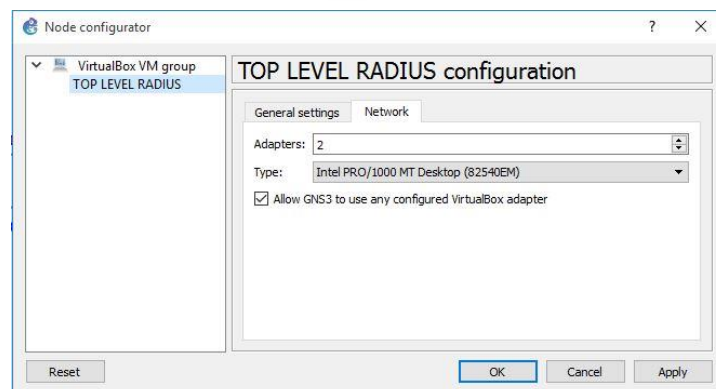 Node configurator
?
VirtualBox VM group
TOP LEVEL RADIUS
TOP LEVEL RADIUS configuration
General settings
Network
Adapters: 2
Type: Intel PRO/1000 MT Desktop (82540EM)
Allow GNS3 to use any configured VirtualBox adapter
Reset
OK
Cancel
Apply